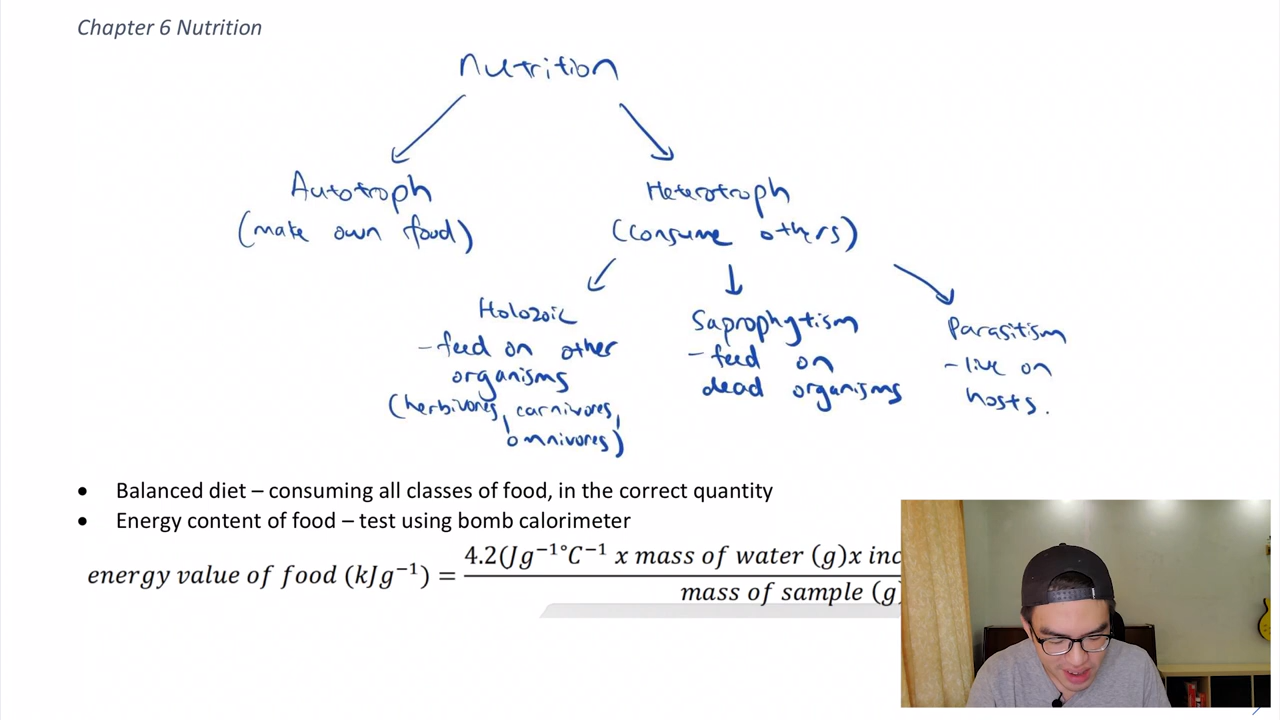 Chapter 6 Nutrition
Nutrition
Autotroph
(make own food)
Heterotroph
(consume others)
Holozoic
- feed on other
organisms
(herbivores, carnivores,
omnivores)
Saprophytism
- feed on
dead organisms
Parasitism
- live on
hosts.
• Balanced diet – consuming all classes of food, in the correct quantity
• Energy content of food – test using bomb calorimeter
energy value of food (kJg⁻¹) = 4.2(Jg⁻¹°C⁻¹ x mass of water (g)x inc
mass of sample (g)